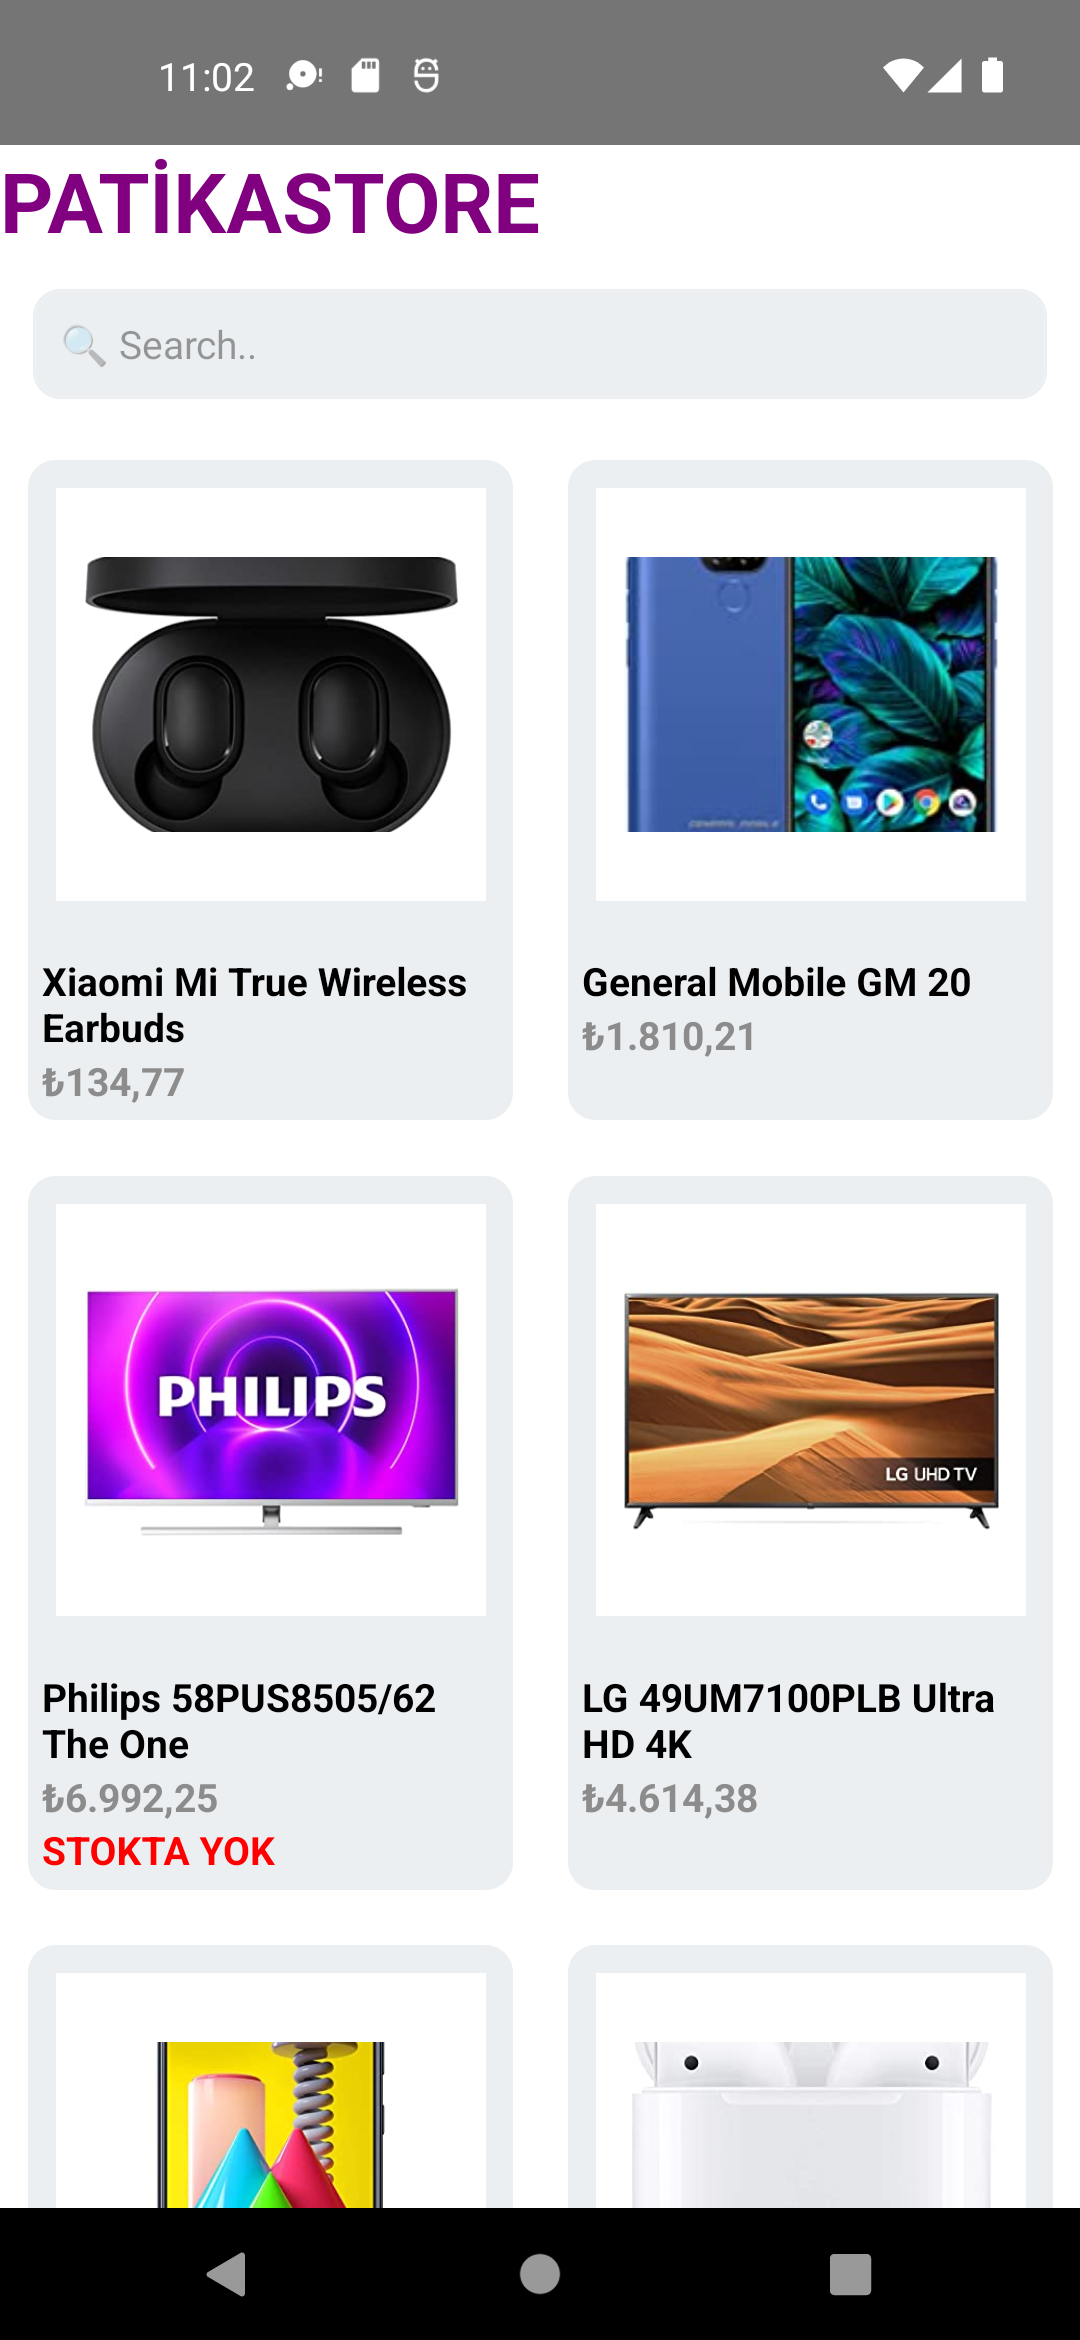 11:02
PATİKASTORE
🔍 Search..
Xiaomi Mi True Wireless
Earbuds
₺134,77
General Mobile GM 20
₺1.810,21
PHILIPS
LG UHD TV
Philips 58PUS8505/62
The One
₺6.992,25
STOKTA YOK
LG 49UM7100PLB Ultra
HD 4K
₺4.614,38